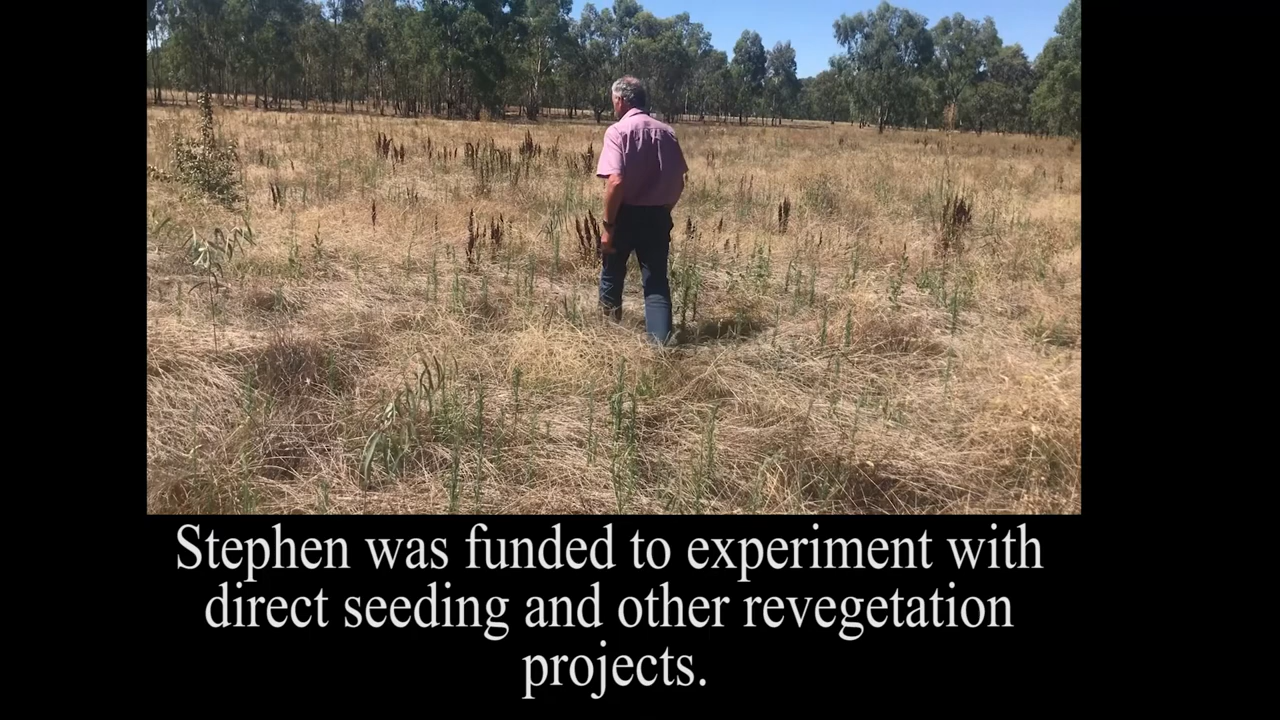 Stephen was funded to experiment with
direct seeding and other revegetation
projects.